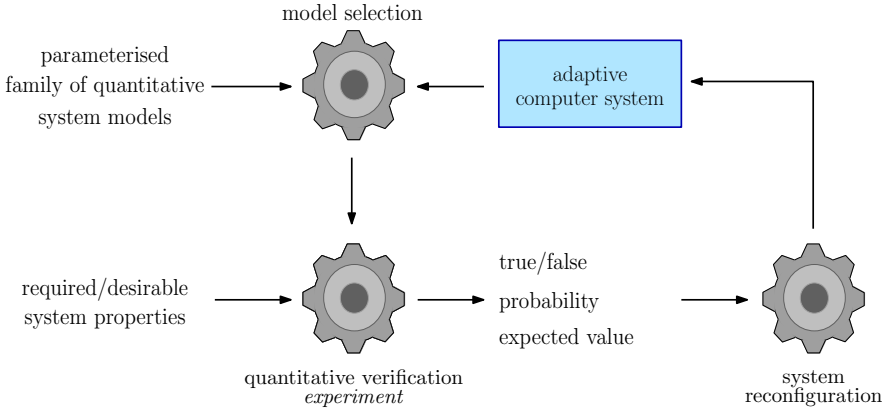 model selection
parameterised
family of quantitative
system models
adaptive
computer system
required/desirable
system properties
true/false
probability
expected value
quantitative verification
experiment
system
reconfiguration